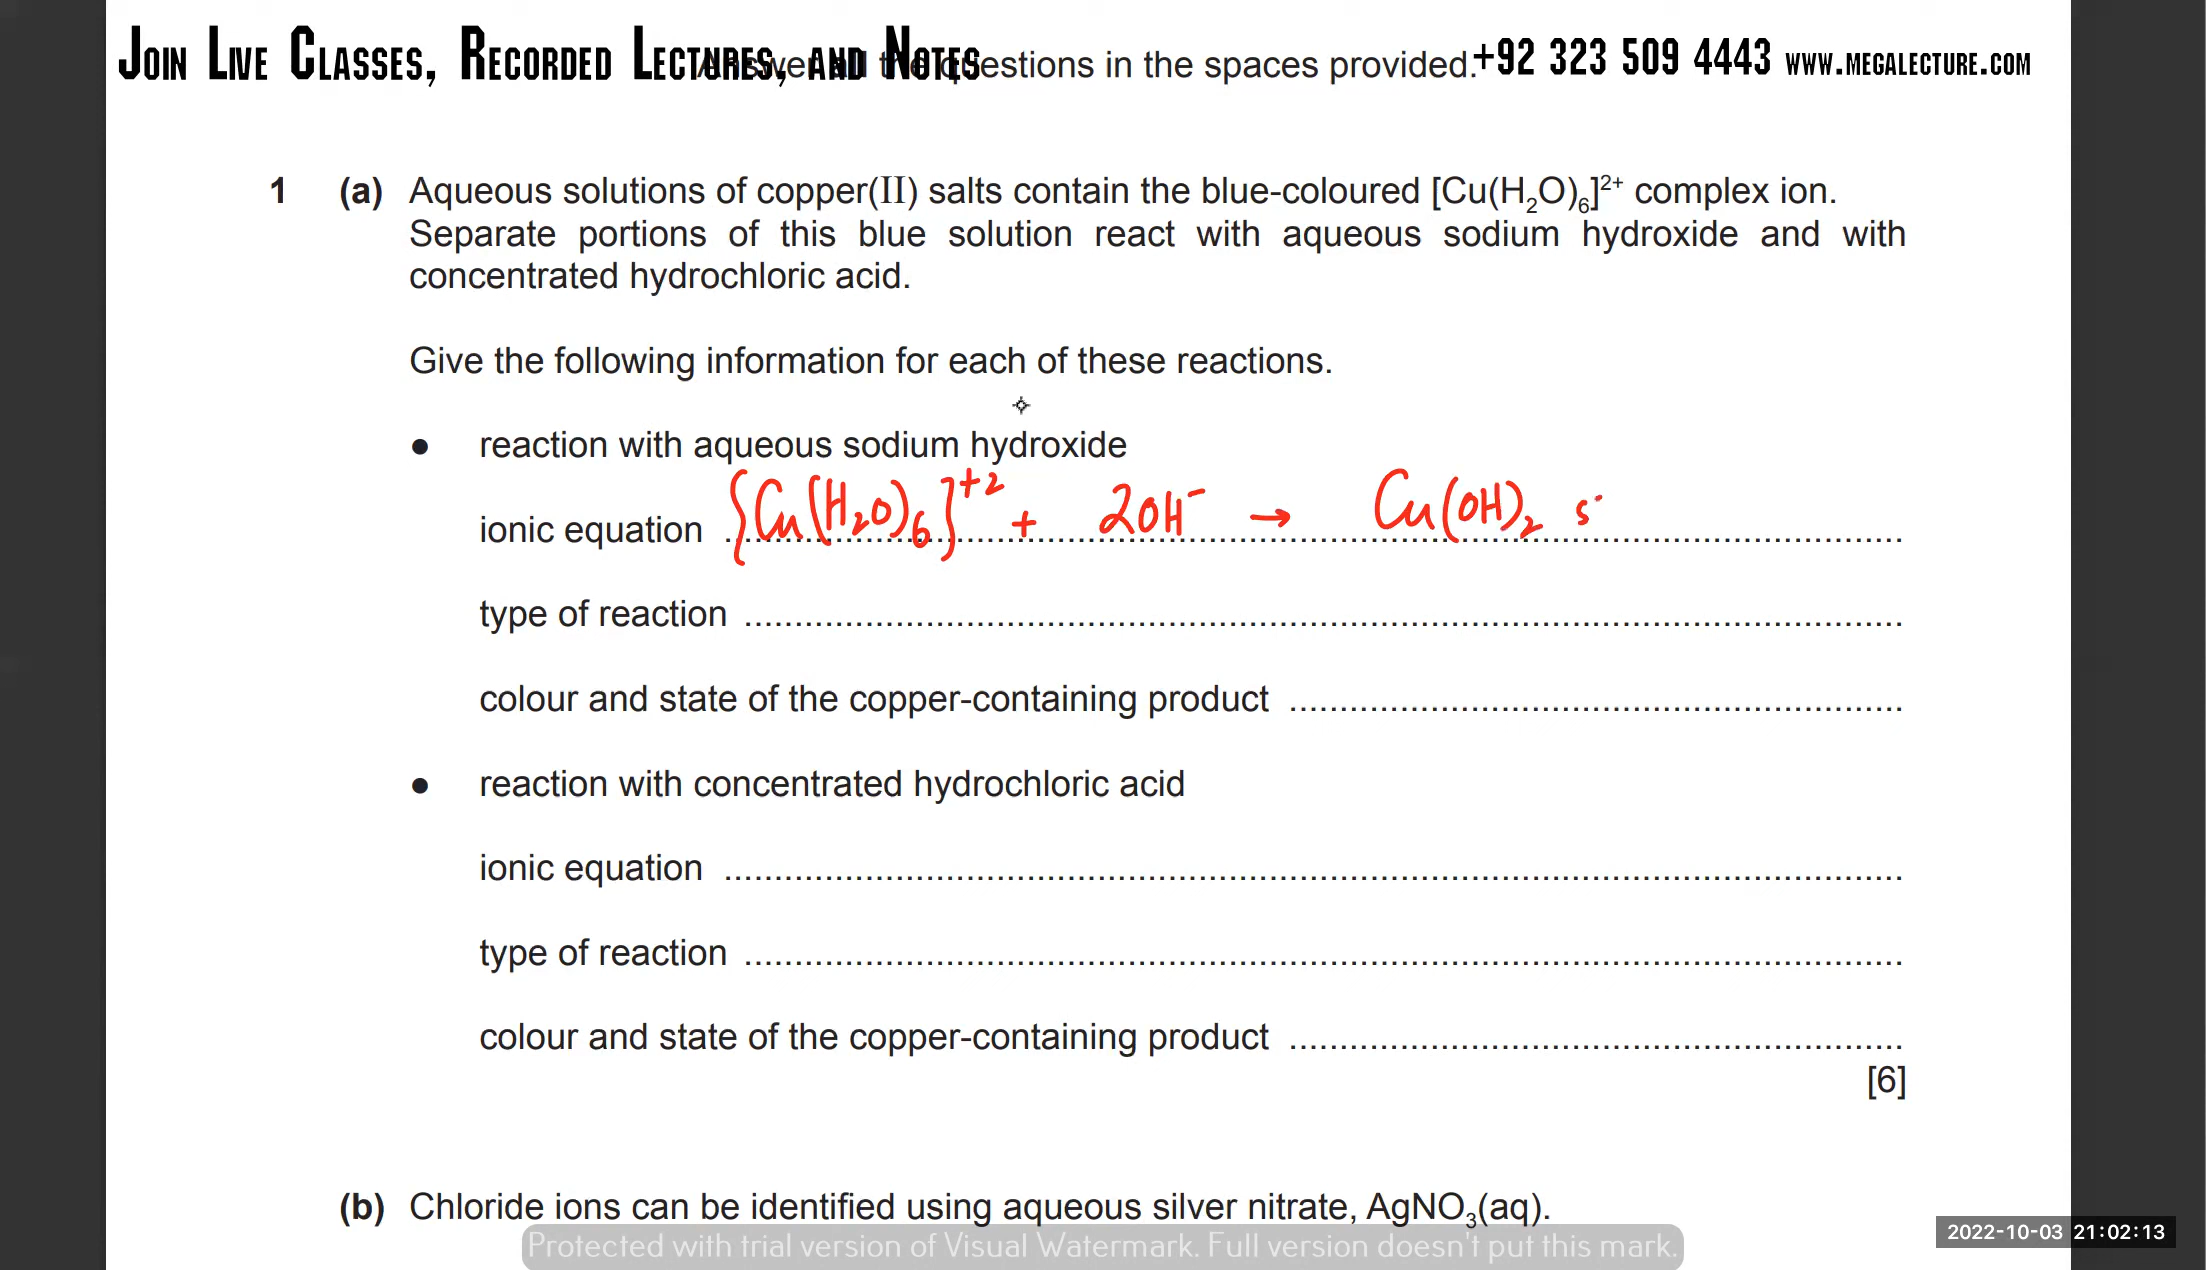 JOIN LIVE CLASSES, RECORDED LECTURES, AND NOTES Answer all the questions in the spaces provided. +92 323 509 4443 WWW.MEGALECTURE.COM
1 (a) Aqueous solutions of copper(II) salts contain the blue-coloured [Cu(H₂O)₆]²⁺ complex ion.
Separate portions of this blue solution react with aqueous sodium hydroxide and with
concentrated hydrochloric acid.
Give the following information for each of these reactions.
● reaction with aqueous sodium hydroxide
ionic equation [Cu(H₂O)₆]⁺² + 2OH⁻ → Cu(OH)₂ s
type of reaction
colour and state of the copper-containing product
● reaction with concentrated hydrochloric acid
ionic equation
type of reaction
colour and state of the copper-containing product
[6]
(b) Chloride ions can be identified using aqueous silver nitrate, AgNO₃(aq).
Protected with trial version of Visual Watermark. Full version doesn't put this mark.
2022-10-03 21:02:13